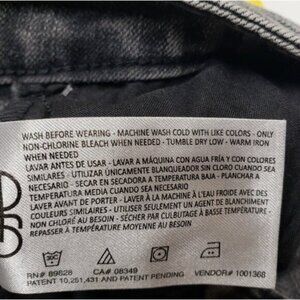 WASH BEFORE WEARING - MACHINE WASH COLD WITH LIKE COLORS - ONLY
NON-CHLORINE BLEACH WHEN NEEDED - TUMBLE DRY LOW - WARM IRON
WHEN NEEDED
LAVAR ANTES DE USAR - LAVAR A MÁQUINA CON AGUA FRÍA Y CON COLORES
SIMILARES - UTILIZAR ÚNICAMENTE BLANQUEADOR SIN CLORO CUANDO SEA
NECESARIO - SECAR EN SECADORA A TEMPERATURA BAJA - PLANCHAR A
TEMPERATURA MEDIA CUANDO SEA NECESARIO
LAVER AVANT DE PORTER - LAVER À MACHINE À L'EAU FROIDE AVEC COULEURS
SIMILAIRES - UTILISER SEULEMENT UN AGENT DE BLANCHIMENT
NON CHLORÉ AU BESOIN - SÉCHER PAR CULBUTAGE À BASSE TEMPÉRATURE
REPASSER À TEMPÉRATURE MOYENNE AU BESOIN
RN# 89828 CA# 08349 VENDOR# 1001368
PATENT 10,251,431 AND PATENT PENDING